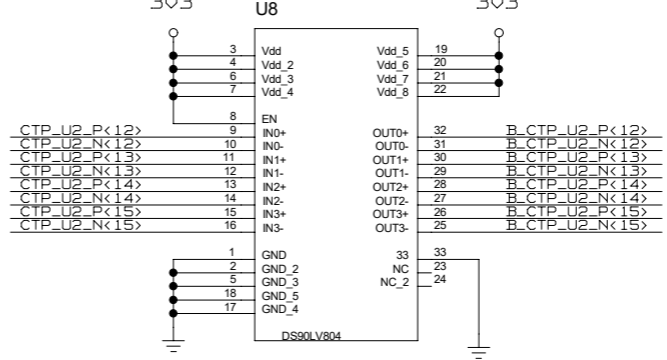 3V3 U8 3V3
3 Vdd Vdd_5 19
4 Vdd_2 Vdd_6 20
6 Vdd_3 Vdd_7 21
7 Vdd_4 Vdd_8 22
8 EN
CTP_U2_P<12> 9 IN0+ OUT0+ 32 B_CTP_U2_P<12>
CTP_U2_N<12> 10 IN0- OUT0- 31 B_CTP_U2_N<12>
CTP_U2_P<13> 11 IN1+ OUT1+ 30 B_CTP_U2_P<13>
CTP_U2_N<13> 12 IN1- OUT1- 29 B_CTP_U2_N<13>
CTP_U2_P<14> 13 IN2+ OUT2+ 28 B_CTP_U2_P<14>
CTP_U2_N<14> 14 IN2- OUT2- 27 B_CTP_U2_N<14>
CTP_U2_P<15> 15 IN3+ OUT3+ 26 B_CTP_U2_P<15>
CTP_U2_N<15> 16 IN3- OUT3- 25 B_CTP_U2_N<15>
1 GND 33 33
2 GND_2 NC 23
5 GND_3 NC_2 24
18 GND_5
17 GND_4
DS90LV804